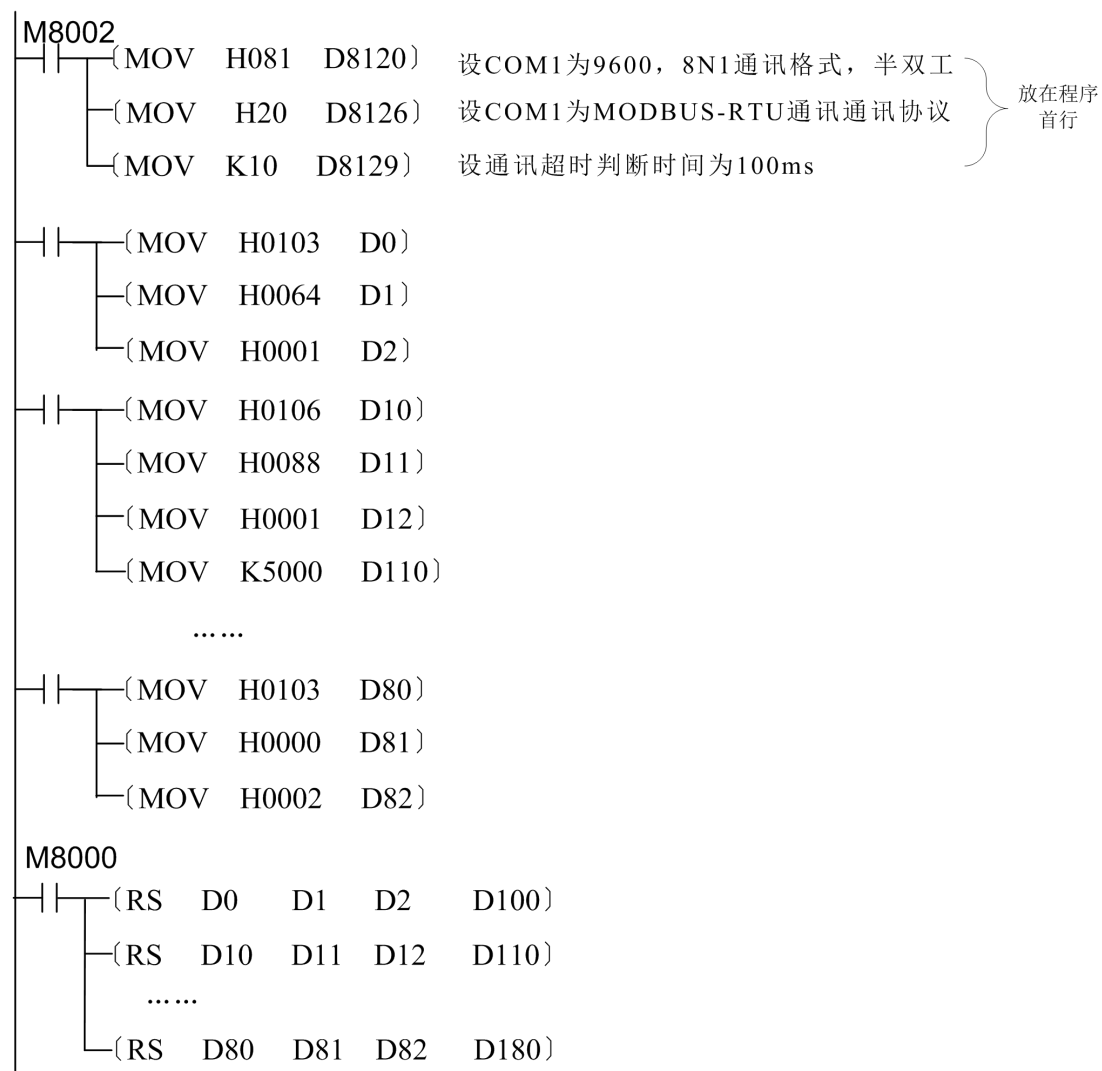 M8002
〔MOV H081 D8120〕 设COM1为9600，8N1通讯格式，半双工
〔MOV H20 D8126〕 设COM1为MODBUS-RTU通讯通讯协议
〔MOV K10 D8129〕 设通讯超时判断时间为100ms
放在程序
首行
〔MOV H0103 D0〕
〔MOV H0064 D1〕
〔MOV H0001 D2〕
〔MOV H0106 D10〕
〔MOV H0088 D11〕
〔MOV H0001 D12〕
〔MOV K5000 D110〕
……
〔MOV H0103 D80〕
〔MOV H0000 D81〕
〔MOV H0002 D82〕
M8000
〔RS D0 D1 D2 D100〕
〔RS D10 D11 D12 D110〕
……
〔RS D80 D81 D82 D180〕